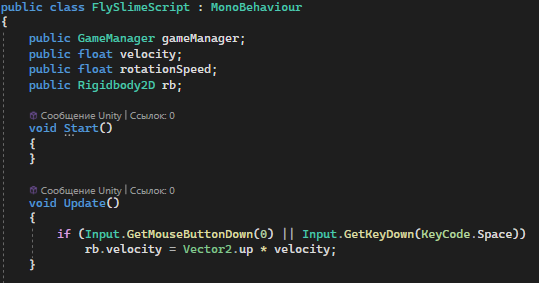 public class FlySlimeScript : MonoBehaviour
{
public GameManager gameManager;
public float velocity;
public float rotationSpeed;
public Rigidbody2D rb;
Сообщение Unity | Ссылок: 0
void Start()
{
}
Сообщение Unity | Ссылок: 0
void Update()
{
if (Input.GetMouseButtonDown(0) || Input.GetKeyDown(KeyCode.Space))
rb.velocity = Vector2.up * velocity;
}